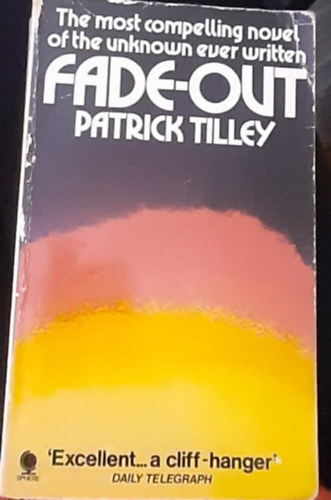 The most compelling novel
of the unknown ever written
FADE-OUT
PATRICK TILLEY
'Excellent... a cliff-hanger'
DAILY TELEGRAPH
SPHERE